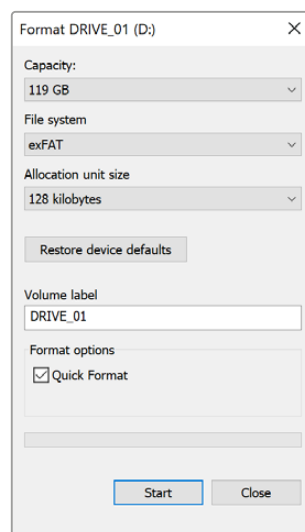 Format DRIVE_01 (D:)
Capacity:
119 GB
File system
exFAT
Allocation unit size
128 kilobytes
Restore device defaults
Volume label
DRIVE_01
Format options
Quick Format
Start Close